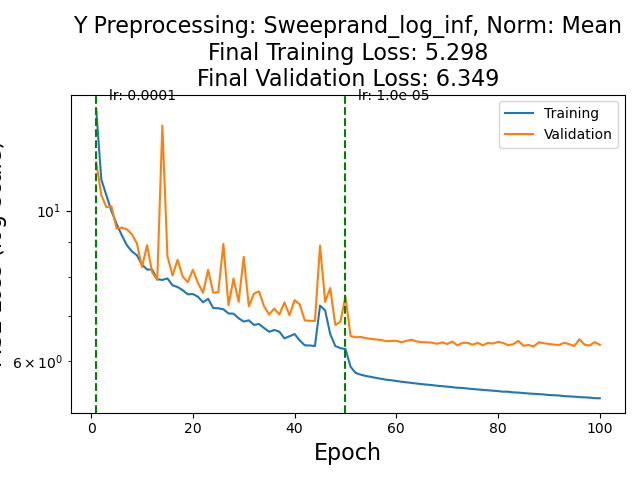 Y Preprocessing: Sweeprand_log_inf, Norm: Mean
Final Training Loss: 5.298
Final Validation Loss: 6.349
lr: 0.0001
lr: 1.0e-05
Training
Validation
10¹
6 × 10⁰
0
20
40
60
80
100
Epoch